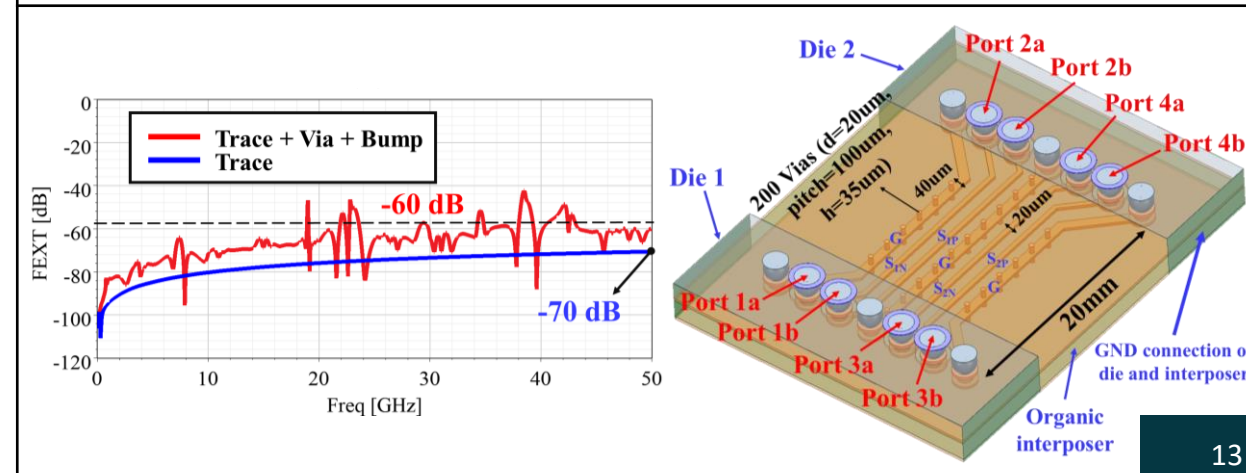 0
-20
-40
-60
-80
-100
-120
FEXT [dB]
Trace + Via + Bump
Trace
-60 dB
-70 dB
0
10
20
30
40
50
Freq [GHz]
Die 2
Port 2a
Port 2b
Port 4a
Port 4b
Die 1
200 Vias (d=20um,
pitch=100um,
h=35um)
40um
20um
G
S1P
S1N
G
S2P
S2N
G
Port 1a
Port 1b
Port 3a
Port 3b
20mm
GND connection o
die and interposer
Organic
interposer
13